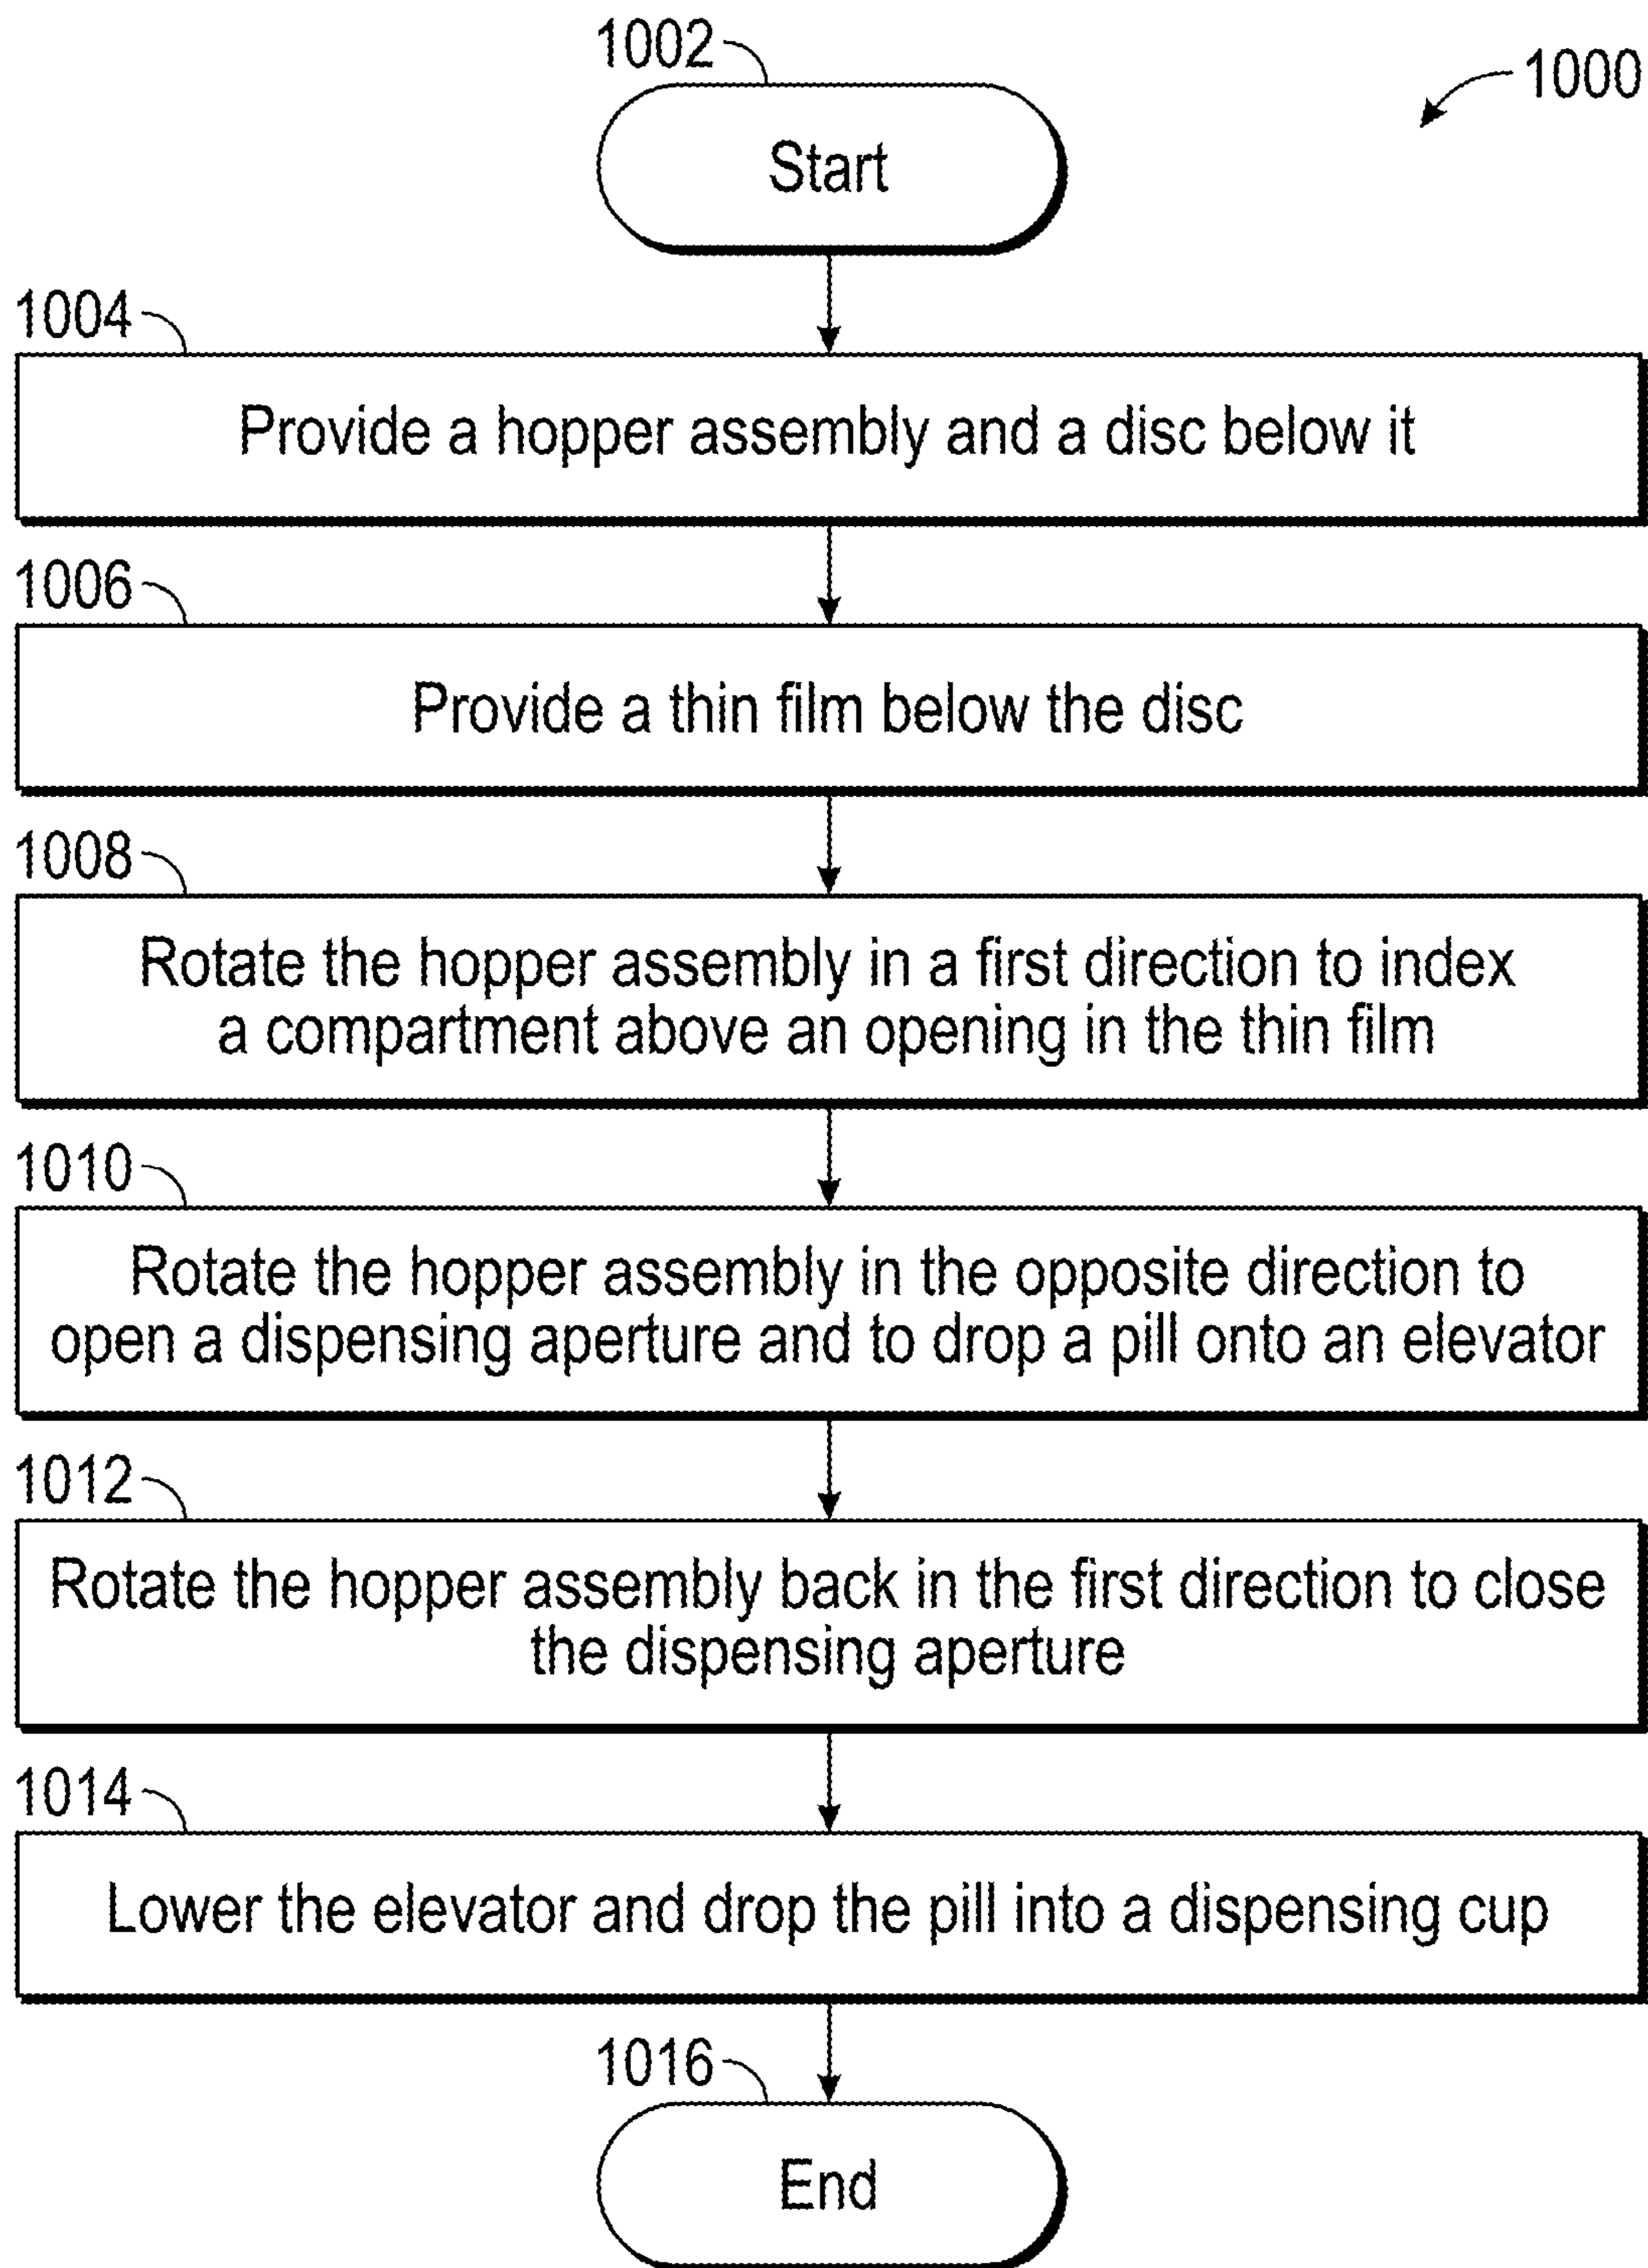 1002
1000
Start
1004
Provide a hopper assembly and a disc below it
1006
Provide a thin film below the disc
1008
Rotate the hopper assembly in a first direction to index
a compartment above an opening in the thin film
1010
Rotate the hopper assembly in the opposite direction to
open a dispensing aperture and to drop a pill onto an elevator
1012
Rotate the hopper assembly back in the first direction to close
the dispensing aperture
1014
Lower the elevator and drop the pill into a dispensing cup
1016
End